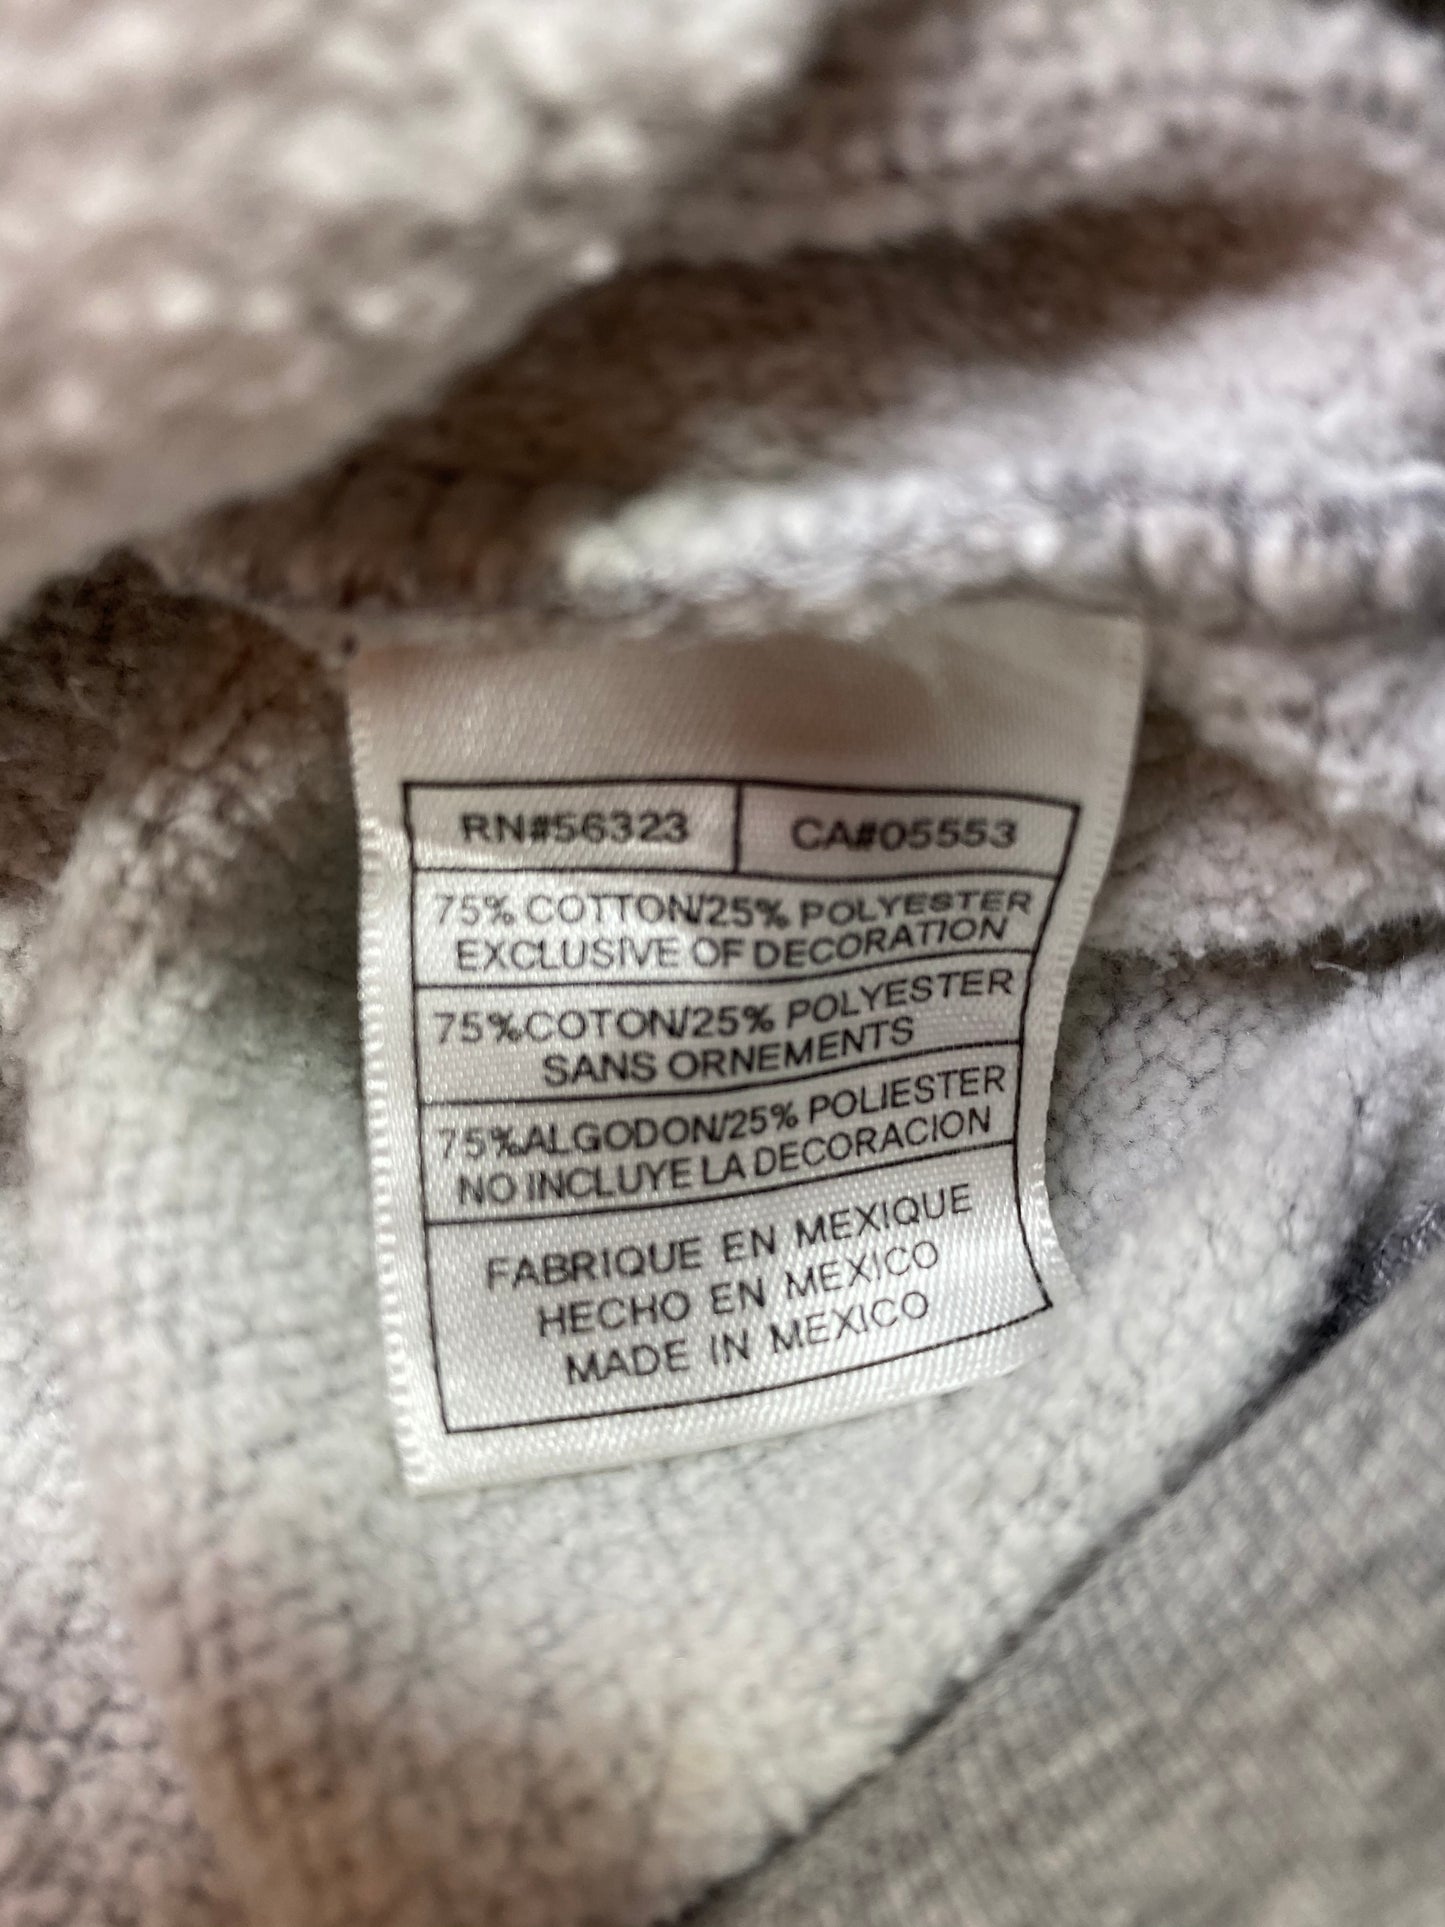 RN#56323 CA#05553
75% COTTON/25% POLYESTER
EXCLUSIVE OF DECORATION
75%COTON/25% POLYESTER
SANS ORNEMENTS
75%ALGODON/25% POLIESTER
NO INCLUYE LA DECORACION
FABRIQUE EN MEXIQUE
HECHO EN MEXICO
MADE IN MEXICO